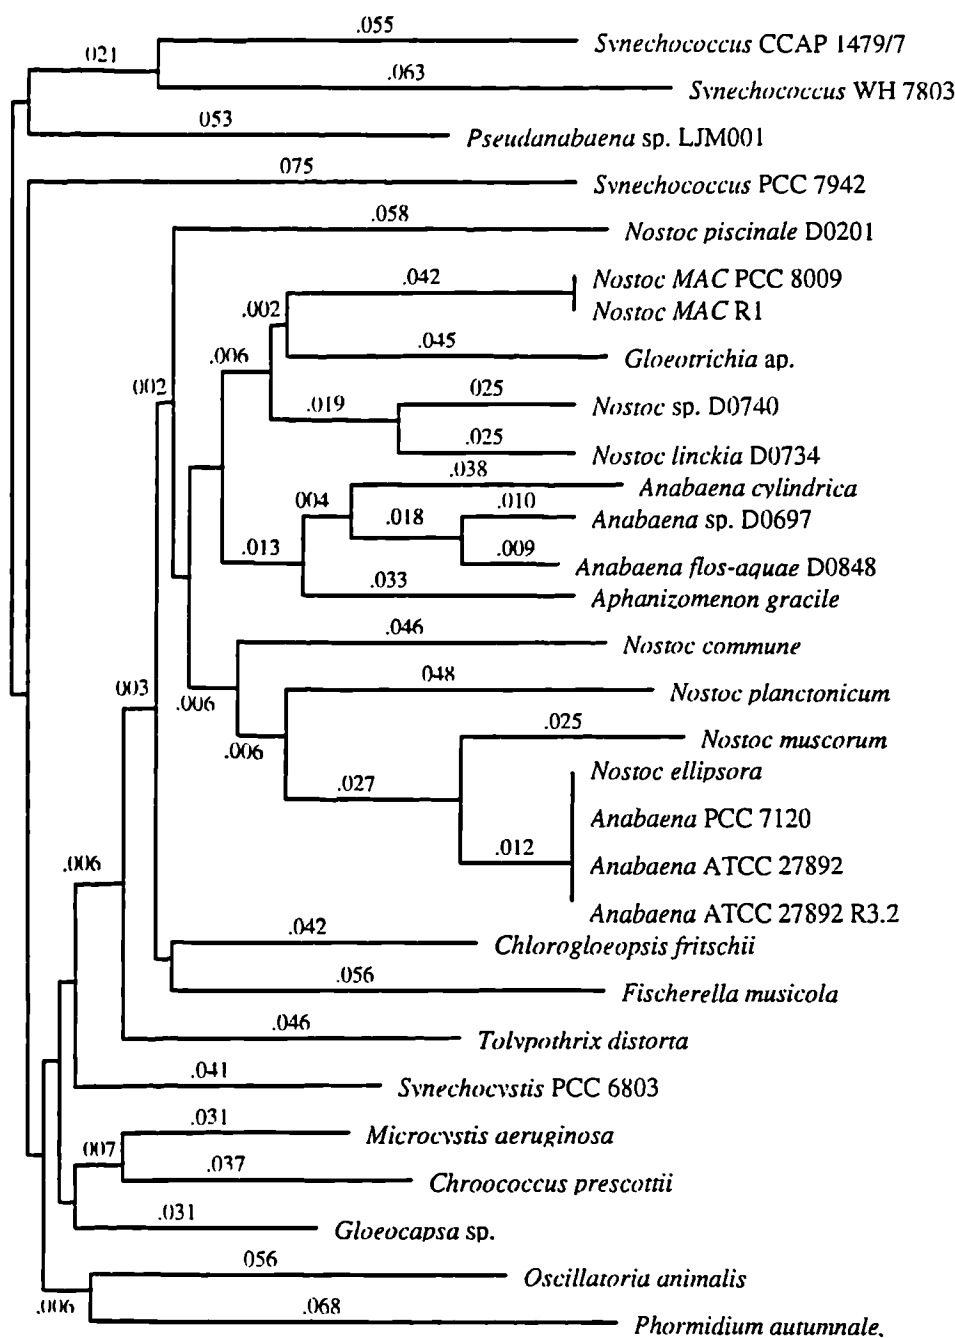 .055
Synechococcus CCAP 1479/7
021
.063
Synechococcus WH 7803
053
Pseudanabaena sp. LJM001
075
Synechococcus PCC 7942
.058
Nostoc piscinale D0201
.042
Nostoc MAC PCC 8009
.002
Nostoc MAC R1
.045
.006
Gloeotrichia ap.
002
025
.019
Nostoc sp. D0740
.025
Nostoc linckia D0734
.038
Anabaena cylindrica
004
.010
.018
Anabaena sp. D0697
.013
.009
Anabaena flos-aquae D0848
.033
Aphanizomenon gracile
.046
Nostoc commune
003
048
.006
Nostoc planctonicum
.025
.006
Nostoc muscorum
Nostoc ellipsora
.027
Anabaena PCC 7120
.012
.006
Anabaena ATCC 27892
Anabaena ATCC 27892 R3.2
.042
Chlorogloeopsis fritschii
.056
Fischerella musicola
.046
Tolypothrix distorta
.041
Synechocystis PCC 6803
.031
Microcystis aeruginosa
007
.037
Chroococcus prescottii
.031
Gloeocapsa sp.
056
Oscillatoria animalis
.006
.068
Phormidium autumnale,